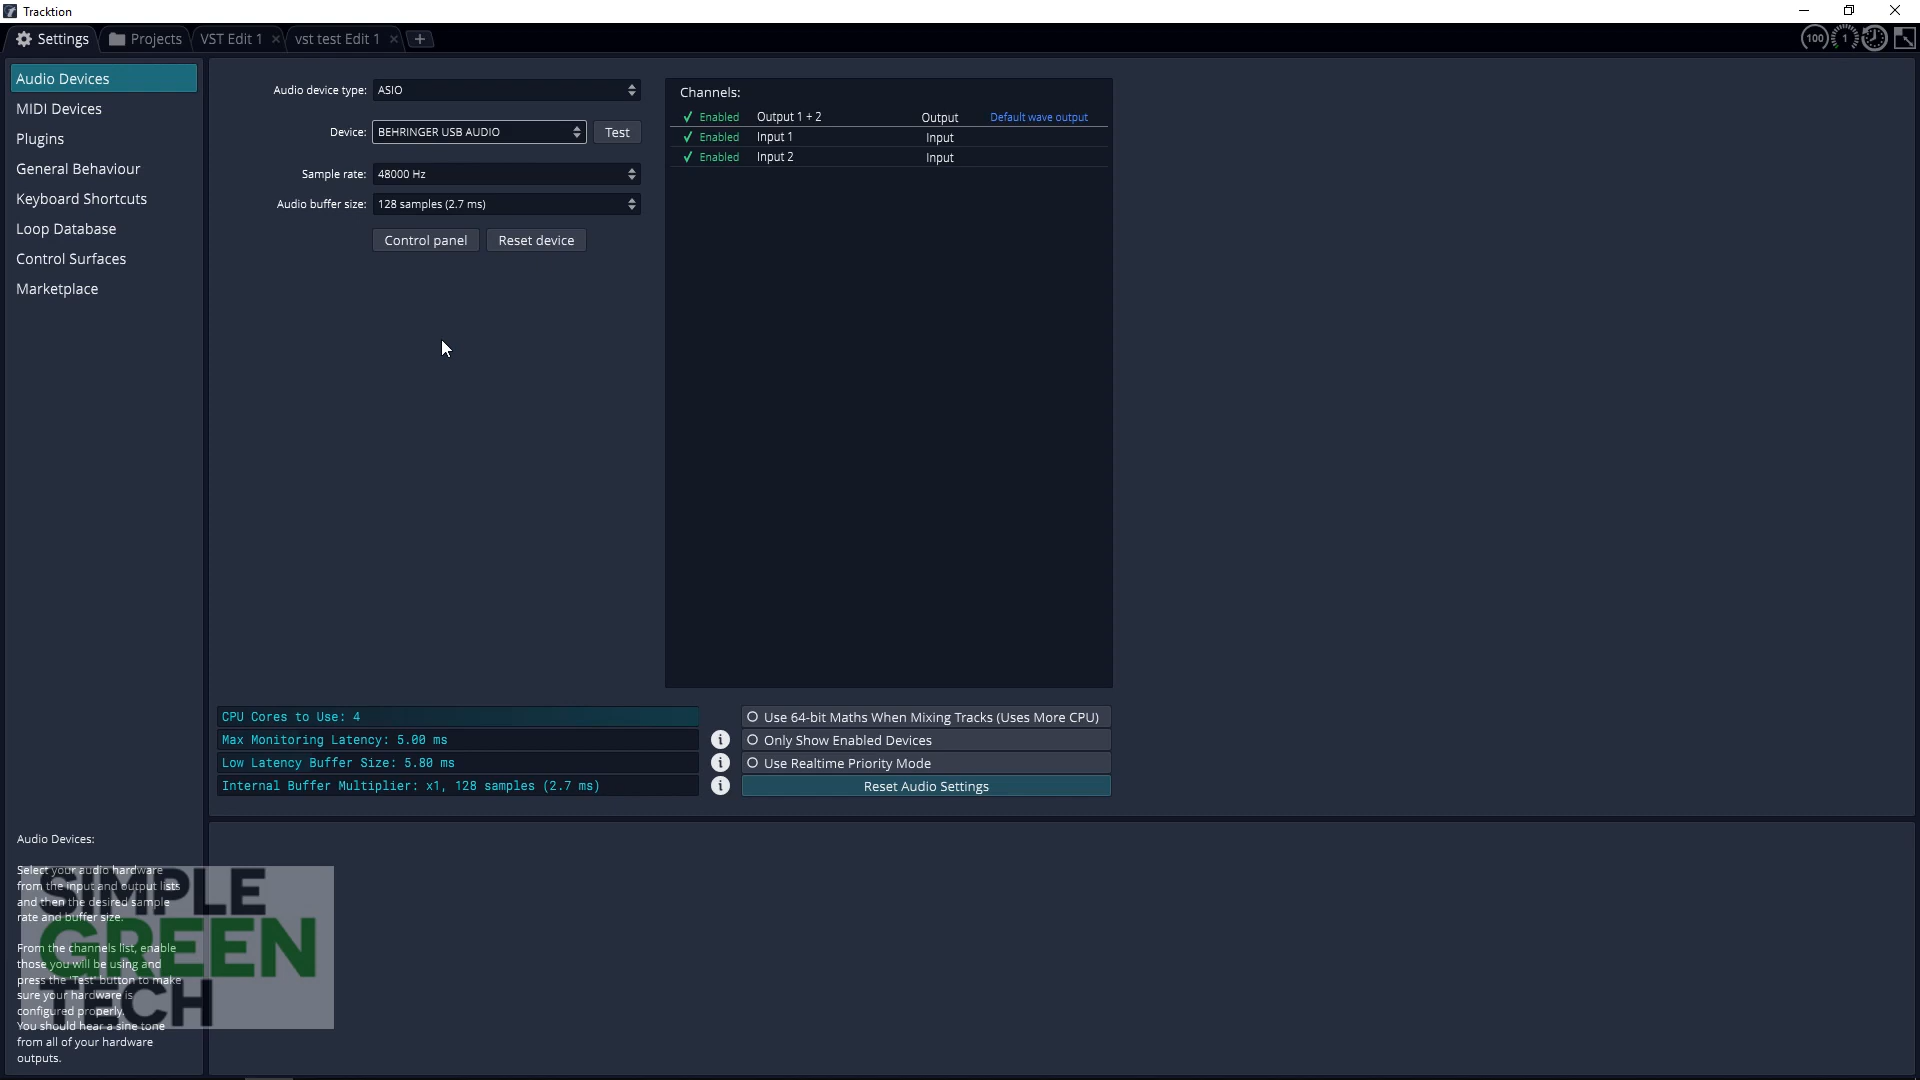 Tracktion
Settings
Projects
VST Edit 1
vst test Edit 1
100
1
Audio Devices
MIDI Devices
Plugins
General Behaviour
Keyboard Shortcuts
Loop Database
Control Surfaces
Marketplace
Audio device type: ASIO
Device: BEHRINGER USB AUDIO Test
Sample rate: 48000 Hz
Audio buffer size: 128 samples (2.7 ms)
Control panel Reset device
Channels:
Enabled Output 1 + 2 Output Default wave output
Enabled Input 1 Input
Enabled Input 2 Input
CPU Cores to Use: 4
Max Monitoring Latency: 5.00 ms
Low Latency Buffer Size: 5.80 ms
Internal Buffer Multiplier: x1, 128 samples (2.7 ms)
Use 64-bit Maths When Mixing Tracks (Uses More CPU)
Only Show Enabled Devices
Use Realtime Priority Mode
Reset Audio Settings
Audio Devices:
Select your audio hardware
from the input and output lists
and then the desired sample
rate and buffer size.
From the channels list, enable
those you will be using and
press the 'Test' button to make
sure your hardware is
configured properly.
You should hear a sine tone
from all of your hardware
outputs.
SIMPLE
GREEN
TECH